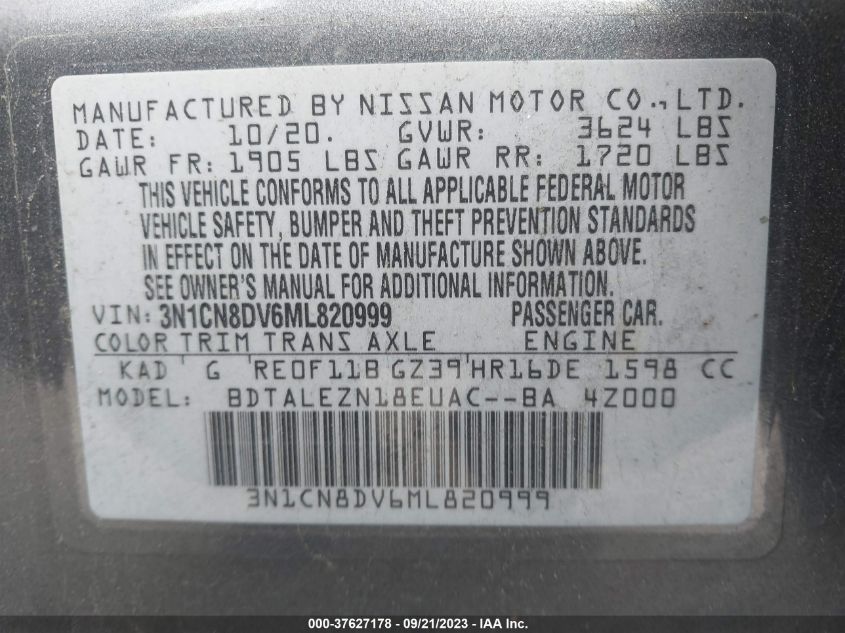 MANUFACTURED BY NISSAN MOTOR CO., LTD.
DATE: 10/20. GVWR: 3624 LBS
GAWR FR: 1905 LBS GAWR RR: 1720 LBS
THIS VEHICLE CONFORMS TO ALL APPLICABLE FEDERAL MOTOR
VEHICLE SAFETY, BUMPER AND THEFT PREVENTION STANDARDS
IN EFFECT ON THE DATE OF MANUFACTURE SHOWN ABOVE.
SEE OWNER'S MANUAL FOR ADDITIONAL INFORMATION.
VIN: 3N1CN8DV6ML820999 PASSENGER CAR.
COLOR TRIM TRANS AXLE ENGINE
KAD G RE0F11B GZ39 HR16DE 1598 CC
MODEL: BDTALEZN18EUAC--BA 4Z000
3N1CN8DV6ML820999
000-37627178 - 09/21/2023 - IAA Inc.